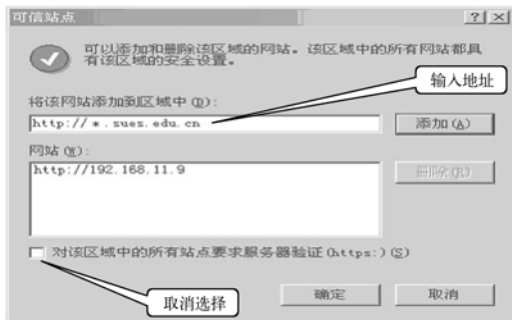 可信站点
可以添加和删除该区域的网站。该区域中的所有网站都具
有该区域的安全设置。
输入地址
将该网站添加到区域中(D):
http://*.sues.edu.cn
添加(A)
网站(W):
http://192.168.11.9
删除(R)
对该区域中的所有站点要求服务器验证(https:)(S)
取消选择
确定
取消